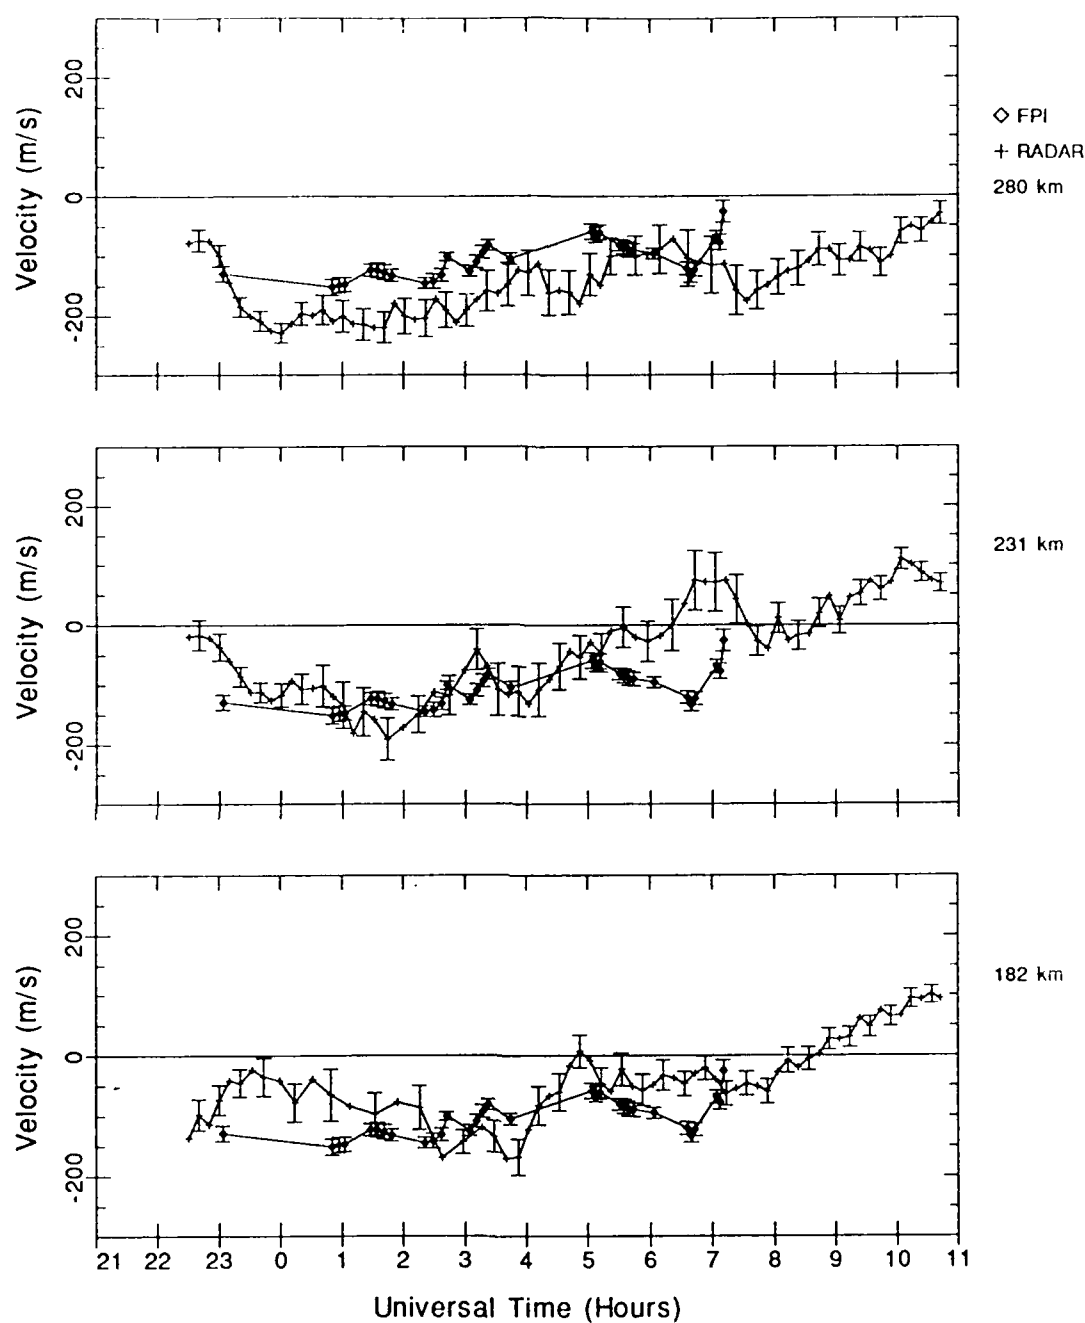 200
0
-200
Velocity (m/s)
◇ FPI
+ RADAR
280 km
200
0
-200
Velocity (m/s)
231 km
200
0
-200
Velocity (m/s)
182 km
21 22 23 0 1 2 3 4 5 6 7 8 9 10 11
Universal Time (Hours)